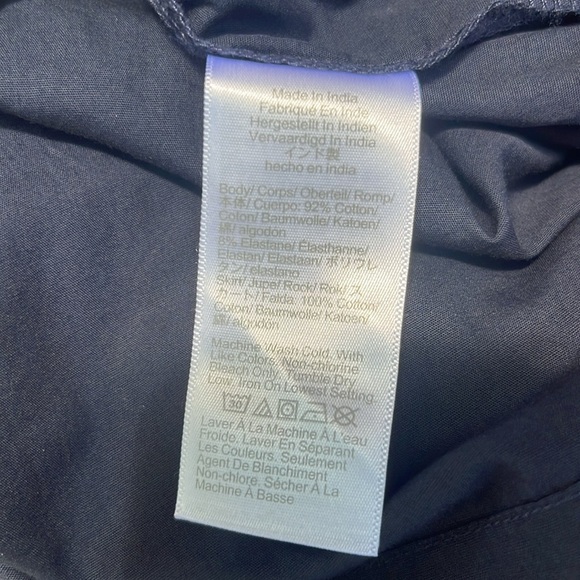 Made In India
Fabriqué En Inde
Hergestellt In Indien
Vervaardigd In India
インド製
hecho en india
Body/ Corps/ Oberfell/ Romp/
本体/ Cuerpo: 92% Cotton/
Coton/ Baumwolle/ Katoen/
綿/ algodon
8% Elastane/ Élasthanne/
Elastan/ Elastaan/ ポリウレ
タン/ elastano
Skirt/ Jupe/ Rock/ Rok/ ス
カート/ Falda: 100% Cotton/
Coton/ Baumwolle/ Katoen/
綿/ algodon
Machine Wash Cold. With
Like Colors. Non-chlorine
Bleach Only. Tumble Dry
Low. Iron On Lowest Setting.
30
Laver À La Machine À L'eau
Froide. Laver En Séparant
Les Couleurs. Seulement
Agent De Blanchiment
Non-chlore. Sécher À La
Machine À Basse